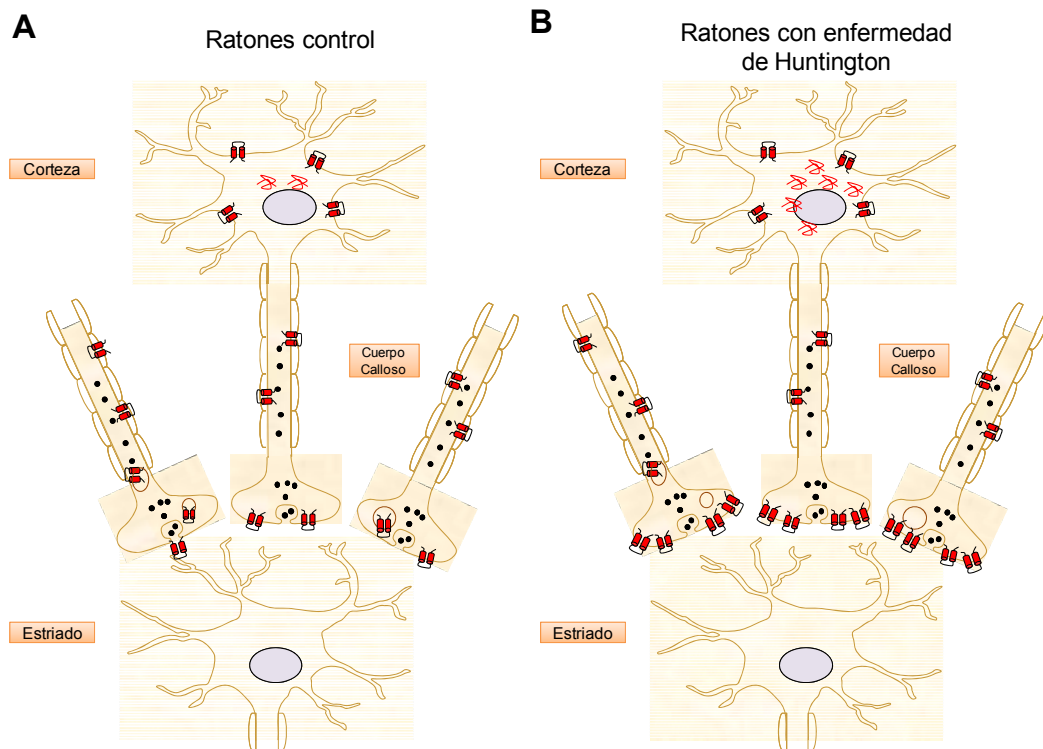 A
Ratones control
Corteza
Cuerpo
Calloso
Estriado
B
Ratones con enfermedad
de Huntington
Corteza
Cuerpo
Calloso
Estriado